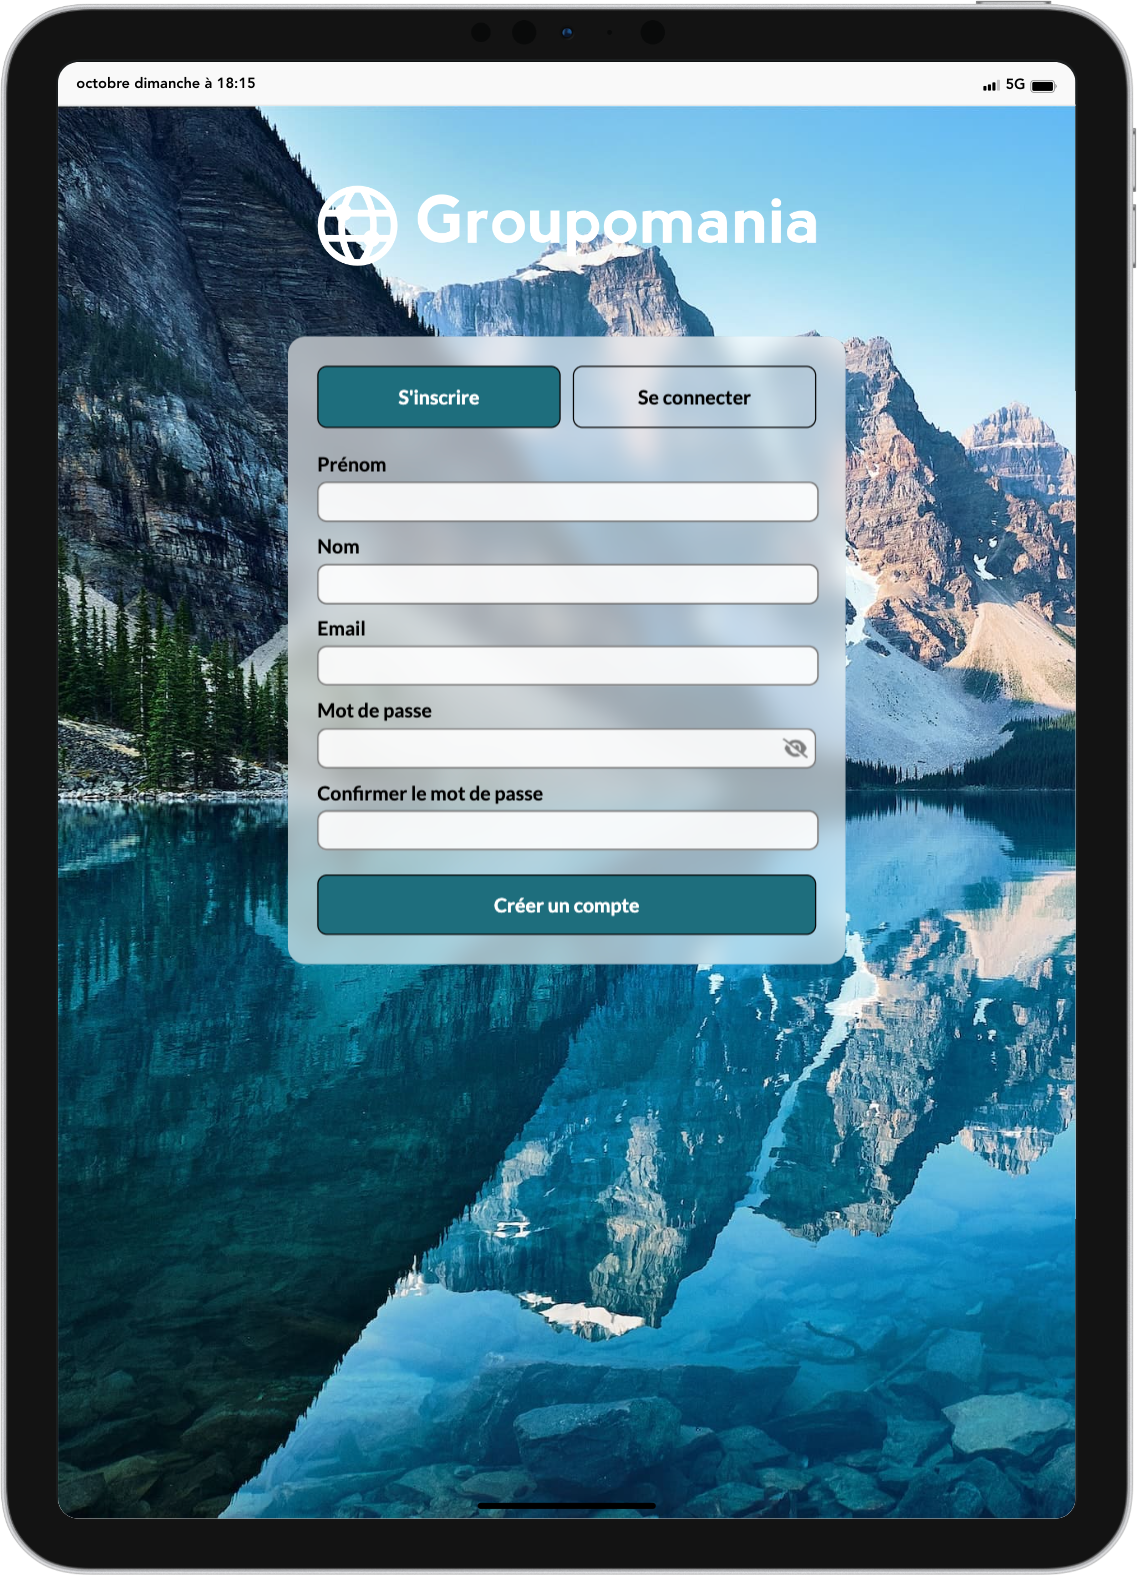 octobre dimanche à 18:15
5G
Groupomania
S'inscrire
Se connecter
Prénom
Nom
Email
Mot de passe
Confirmer le mot de passe
Créer un compte